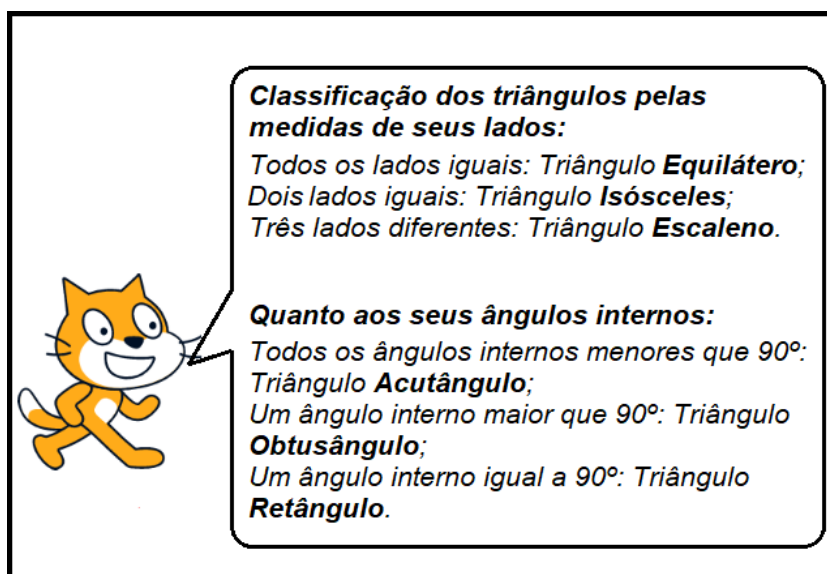 Classificação dos triângulos pelas
medidas de seus lados:
Todos os lados iguais: Triângulo Equilátero;
Dois lados iguais: Triângulo Isósceles;
Três lados diferentes: Triângulo Escaleno.
Quanto aos seus ângulos internos:
Todos os ângulos internos menores que 90º:
Triângulo Acutângulo;
Um ângulo interno maior que 90º: Triângulo
Obtusângulo;
Um ângulo interno igual a 90º: Triângulo
Retângulo.